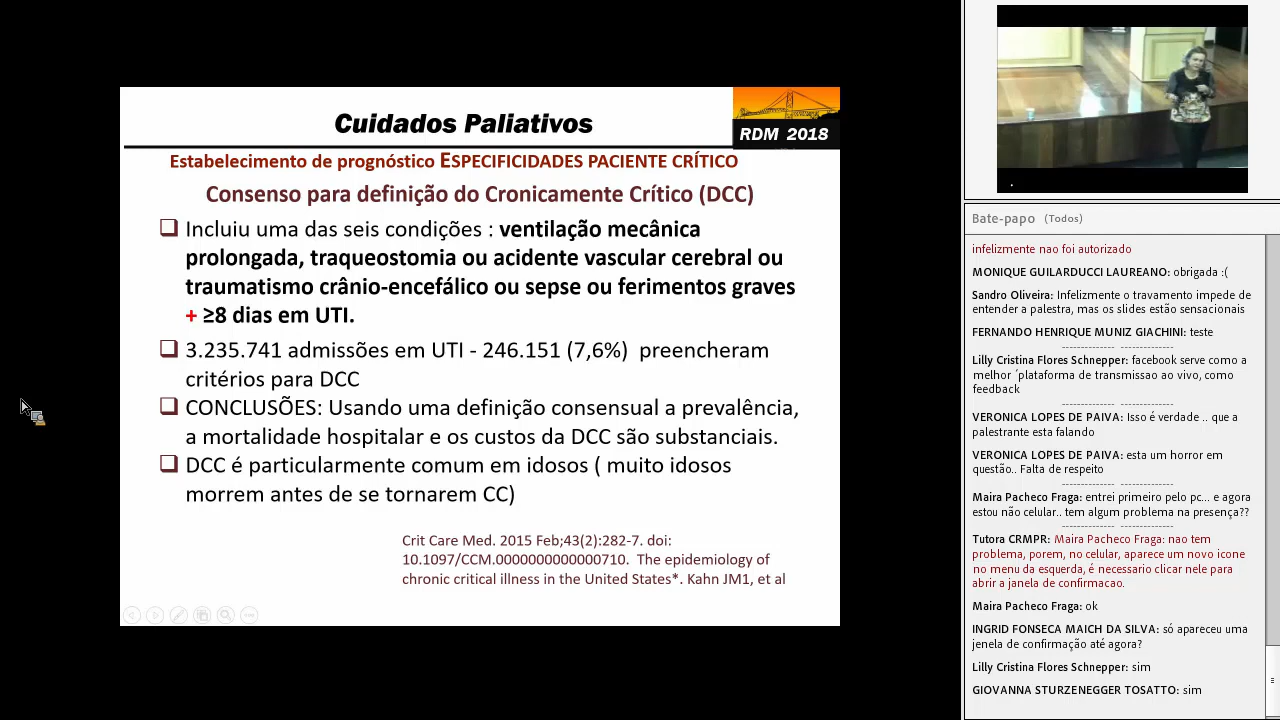 Cuidados Paliativos
RDM 2018
Estabelecimento de prognóstico ESPECIFICIDADES PACIENTE CRÍTICO
Consenso para definição do Cronicamente Crítico (DCC)
Incluiu uma das seis condições : ventilação mecânica
prolongada, traqueostomia ou acidente vascular cerebral ou
traumatismo crânio-encefálico ou sepse ou ferimentos graves
+ ≥8 dias em UTI.
3.235.741 admissões em UTI - 246.151 (7,6%) preencheram
critérios para DCC
CONCLUSÕES: Usando uma definição consensual a prevalência,
a mortalidade hospitalar e os custos da DCC são substanciais.
DCC é particularmente comum em idosos ( muito idosos
morrem antes de se tornarem CC)
Crit Care Med. 2015 Feb;43(2):282-7. doi:
10.1097/CCM.0000000000000710. The epidemiology of
chronic critical illness in the United States*. Kahn JM1, et al
Bate-papo (Todos)
infelizmente nao foi autorizado
MONIQUE GUILARDUCCI LAUREANO: obrigada :(
Sandro Oliveira: Infelizmente o travamento impede de
entender a palestra, mas os slides estão sensacionais
FERNANDO HENRIQUE MUNIZ GIACHINI: teste
-------------- --------------
Lilly Cristina Flores Schnepper: facebook serve como a
melhor ´plataforma de transmissao ao vivo, como
feedback
-------------- --------------
VERONICA LOPES DE PAIVA: Isso é verdade .. que a
palestrante esta falando
VERONICA LOPES DE PAIVA: esta um horror em
questão.. Falta de respeito
-------------- --------------
Maira Pacheco Fraga: entrei primeiro pelo pc... e agora
estou não celular.. tem algum problema na presença??
-------------- --------------
Tutora CRMPR: Maira Pacheco Fraga: nao tem
problema, porem, no celular, aparece um novo icone
no menu da esquerda, é necessario clicar nele para
abrir a janela de confirmacao.
Maira Pacheco Fraga: ok
INGRID FONSECA MAICH DA SILVA: só apareceu uma
jenela de confirmação até agora?
Lilly Cristina Flores Schnepper: sim
GIOVANNA STURZENEGGER TOSATTO: sim